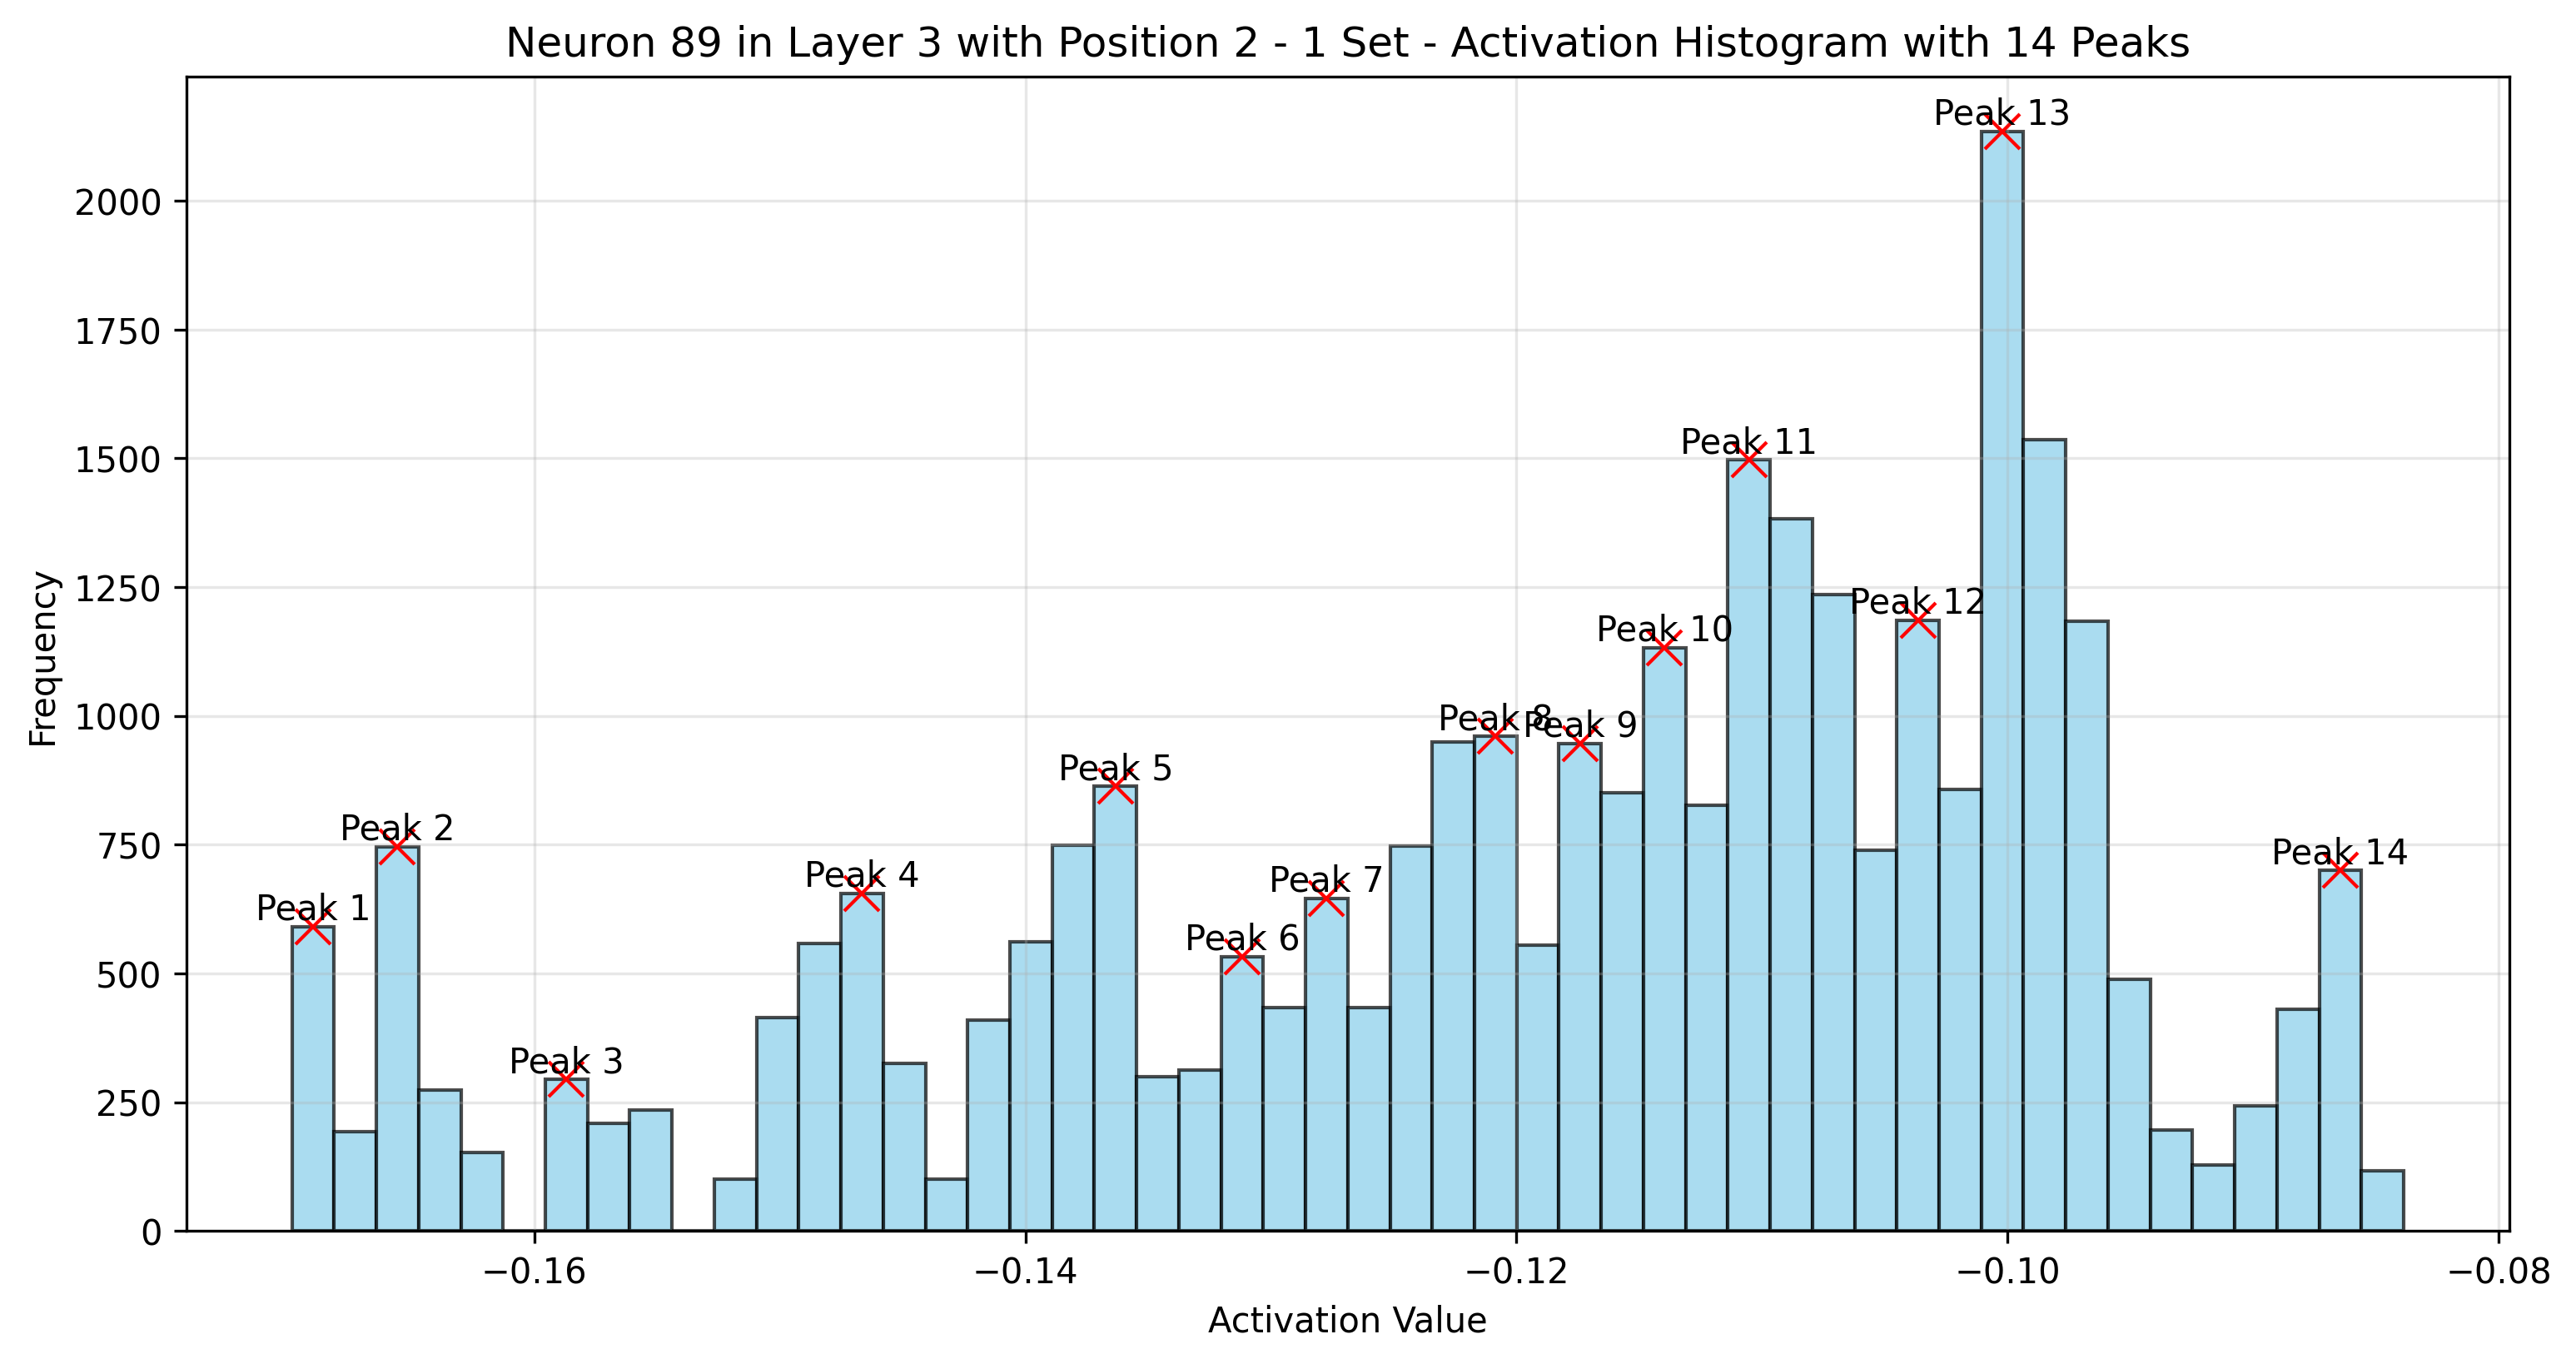 Neuron 89 in Layer 3 with Position 2 - 1 Set - Activation Histogram with 14 Peaks
Peak 13
2000
1750
1500
Peak 11
1250
Peak 12
Peak 10
1000
Peak 8
Peak 9
Peak 5
750
Peak 2
Peak 14
Peak 4
Peak 7
Peak 1
Peak 6
500
Peak 3
250
0
Frequency
−0.16
−0.14
−0.12
−0.10
−0.08
Activation Value